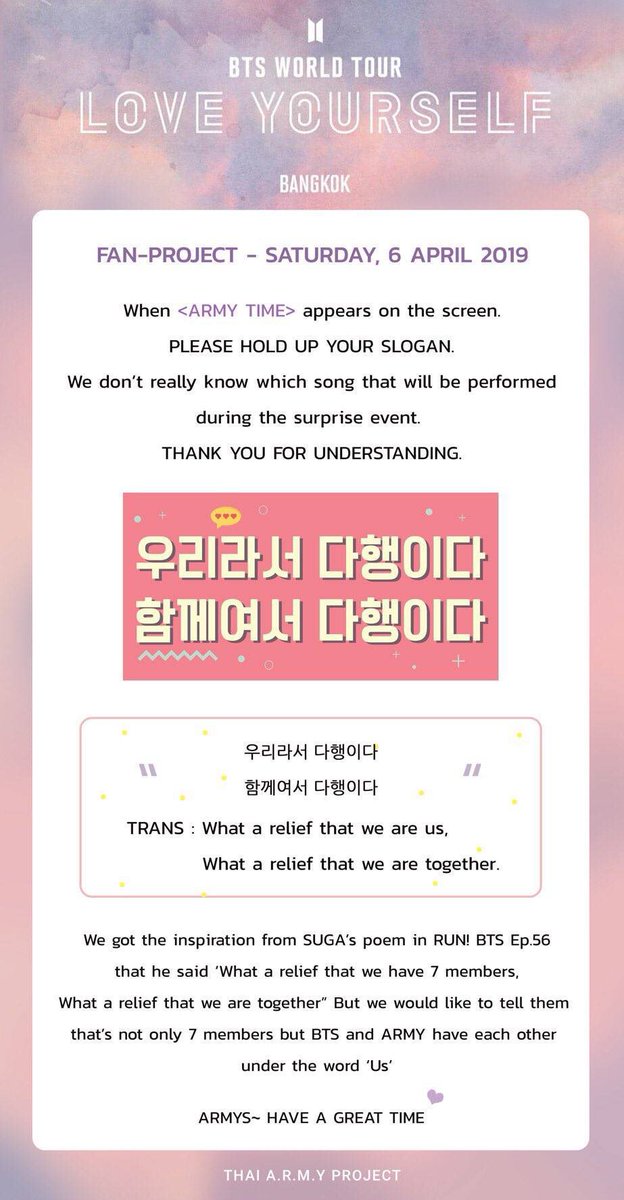 BTS WORLD TOUR
LOVE YOURSELF
BANGKOK
FAN-PROJECT - SATURDAY, 6 APRIL 2019
When <ARMY TIME> appears on the screen.
PLEASE HOLD UP YOUR SLOGAN.
We don't really know which song that will be performed
during the surprise event.
THANK YOU FOR UNDERSTANDING.
우리라서 다행이다
함께여서 다행이다
" 우리라서 다행이다 "
함께여서 다행이다
TRANS : What a relief that we are us,
What a relief that we are together.
We got the inspiration from SUGA's poem in RUN! BTS Ep.56
that he said 'What a relief that we have 7 members,
What a relief that we are together" But we would like to tell them
that's not only 7 members but BTS and ARMY have each other
under the word 'Us'
ARMYS~ HAVE A GREAT TIME
THAI A.R.M.Y PROJECT